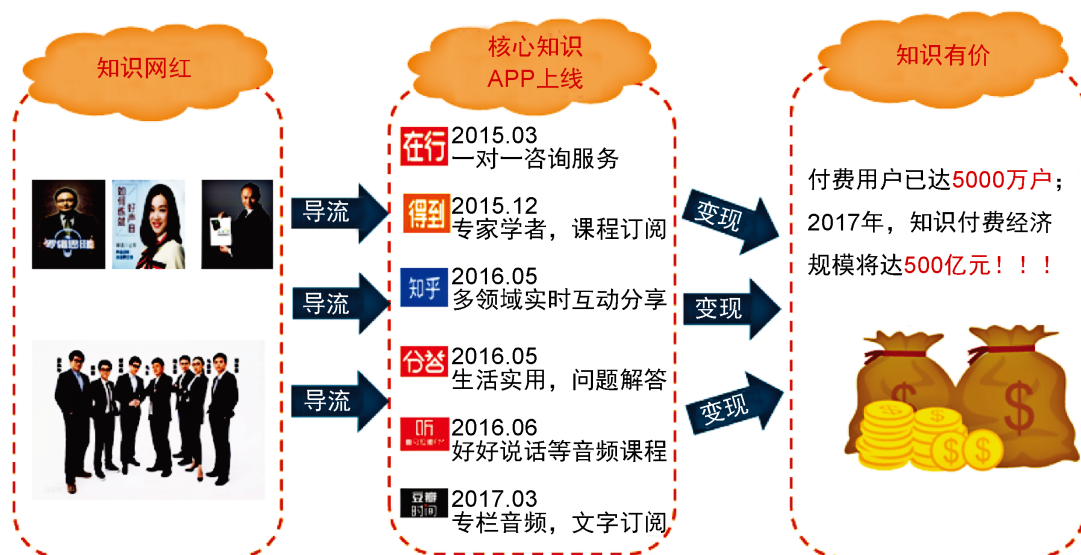 知识网红
如何练就
好声音
导流
导流
导流
核心知识
APP上线
在行
2015.03
一对一咨询服务
得到
2015.12
专家学者，课程订阅
知乎
2016.05
多领域实时互动分享
分答
2016.05
生活实用，问题解答
听
2016.06
好好说话等音频课程
豆瓣
时间
2017.03
专栏音频，文字订阅
变现
变现
变现
知识有价
付费用户已达5000万户；
2017年，知识付费经济
规模将达500亿元！！！
$
$